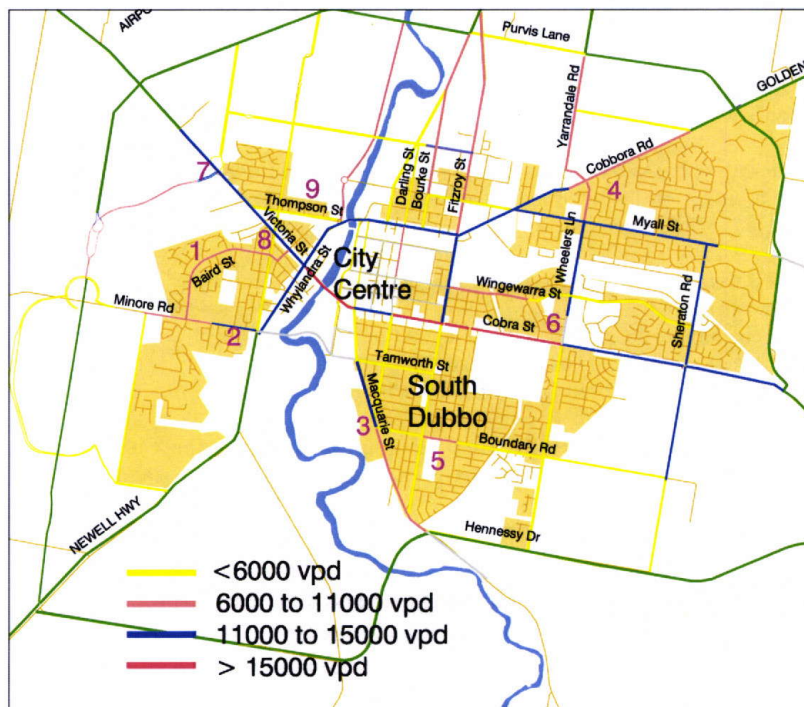 AIRPO
Purvis Lane
GOLDEN
Yarrandale Rd
Cobbora Rd
Darling St
Bourke St
Fitzroy St
7
9
4
Thompson St
Victoria St
Myall St
1
8
Baird St
Whylandra St
City
Centre
Wheelers Ln
Sheraton Rd
Wingewarra St
Minore Rd
2
Cobra St
6
Tamworth St
South
Dubbo
Macquarie St
3
5
Boundary Rd
NEWELL HWY
Hennessy Dr
<6000 vpd
6000 to 11000 vpd
11000 to 15000 vpd
> 15000 vpd